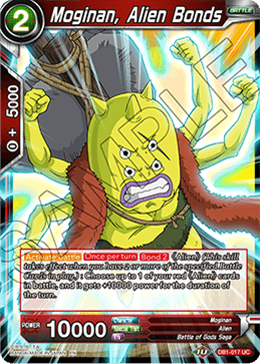 2
Moginan, Alien Bonds
BATTLE
0 + 5000
SAMPLE
Activate:Battle Once per turn Bond 2 《Alien》 (This skill
takes effect when you have 2 or more of the specified Battle
Cards in play.) : Choose up to 1 of your red 《Alien》 cards
in battle, and it gets +10000 power for the duration
of the turn.
POWER
10000
Moginan
Alien
Battle of Gods Saga
DB1-017 UC